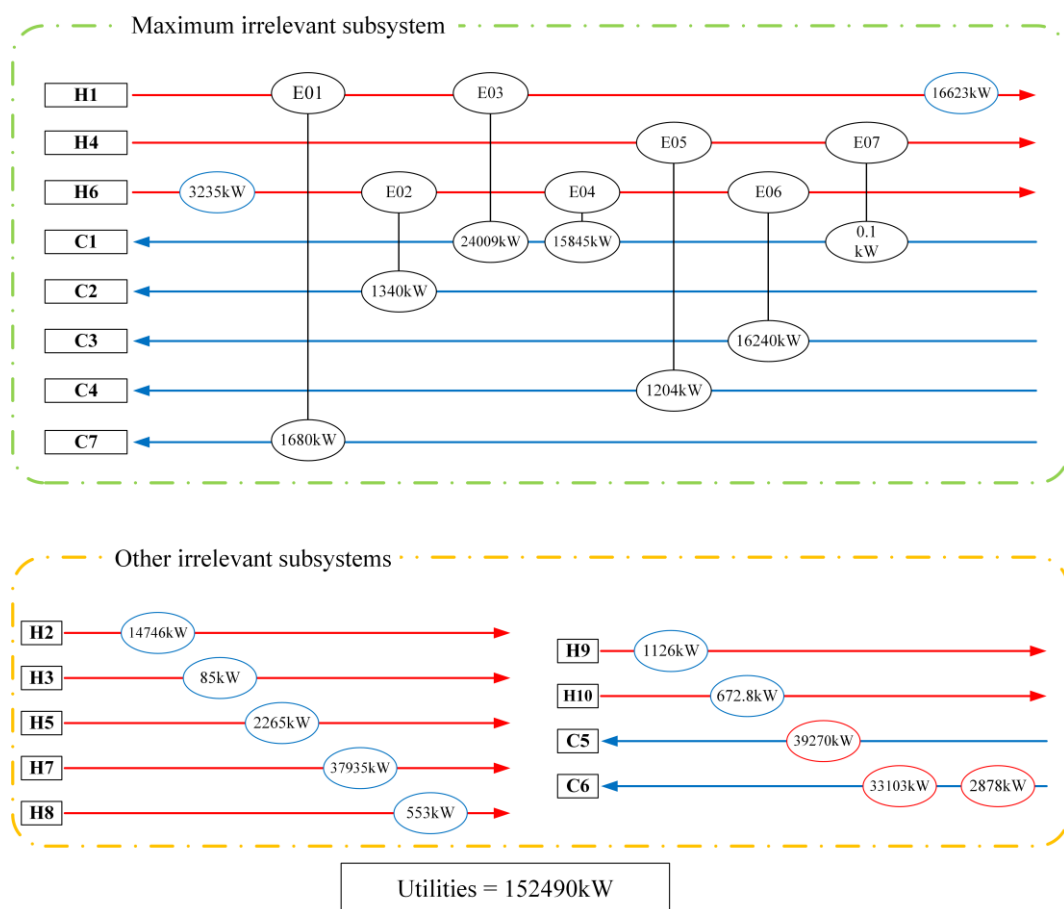 Maximum irrelevant subsystem
H1
E01
E03
16623kW
H4
E05
E07
H6
3235kW
E02
E04
E06
C1
24009kW
15845kW
0.1
kW
C2
1340kW
C3
16240kW
C4
1204kW
C7
1680kW
Other irrelevant subsystems
H2
14746kW
H3
85kW
H5
2265kW
H7
37935kW
H8
553kW
H9
1126kW
H10
672.8kW
39270kW
C5
C6
33103kW
2878kW
Utilities = 152490kW